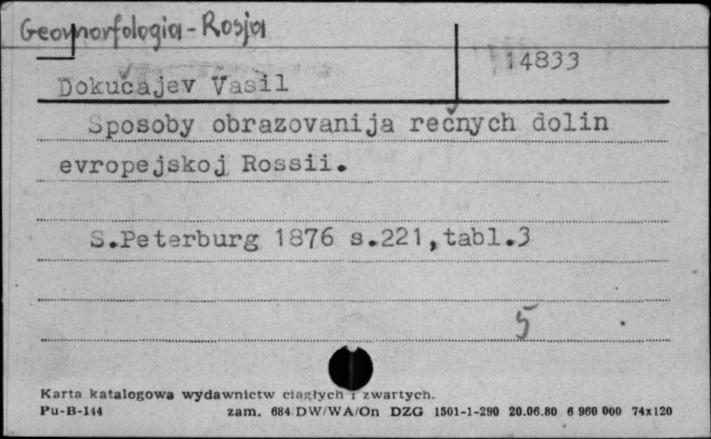 Geomorfologia - Rosja
14833
Dokučajev Vasil
Sposoby obrazovanija rečnych dolin
evropejskoj Rossii.
S.Peterburg 1876 s.221,tabl.3
5
Karta katalogowa wydawnictw ciągłych i zwartych.
Pu-B-144 zam. 684/DW/WA/On DZG 1501-1-290 20.06.80 6 960 000 74x120